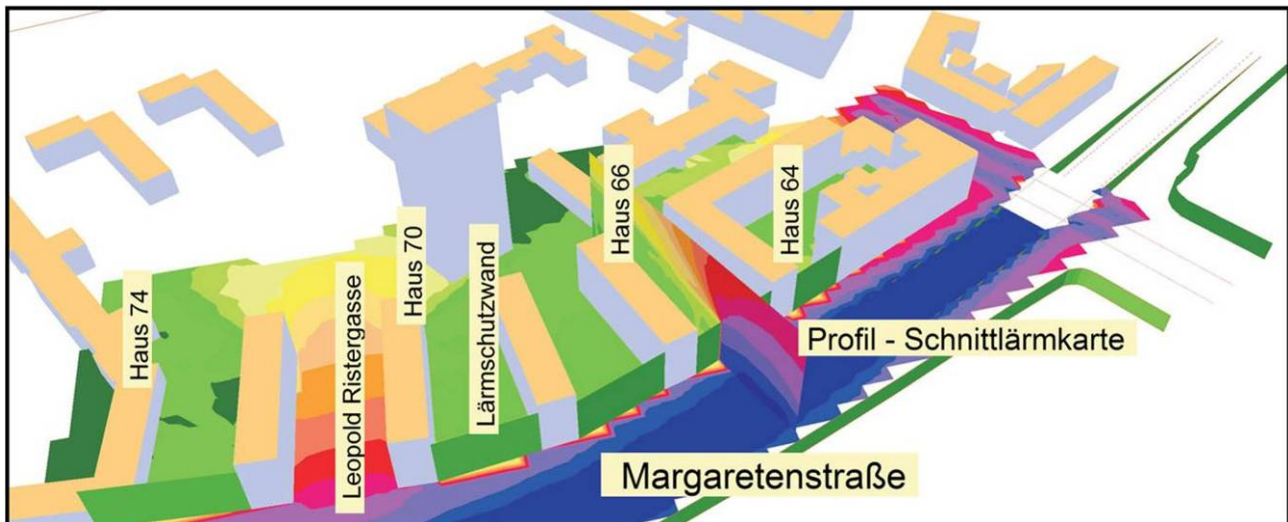 Haus 74
Leopold Ristergasse
Haus 70
Lärmschutzwand
Haus 66
Haus 64
Profil - Schnittlärmkarte
Margaretenstraße